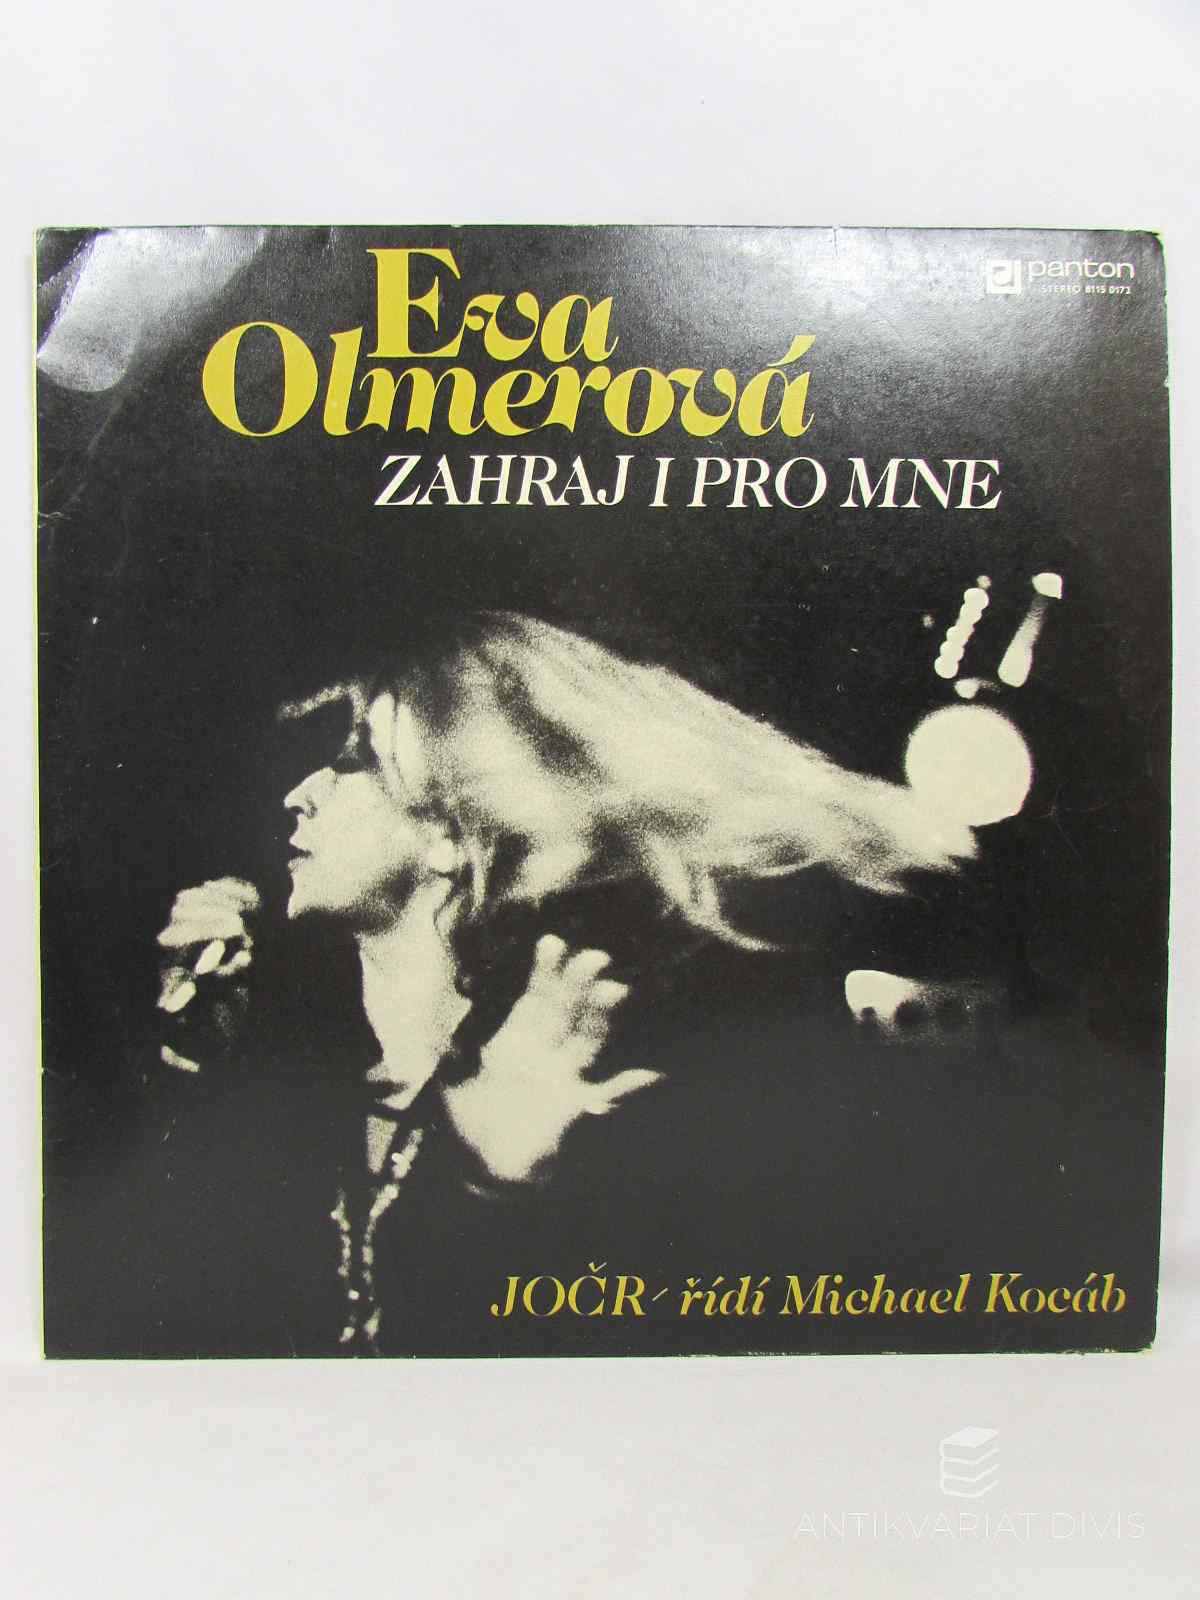 Eva
Olmerová
ZAHRAJ I PRO MNE
panton
STEREO 8115 0172
JOČR - řídí Michael Kocáb
ANTIKVARIAT DIVIS